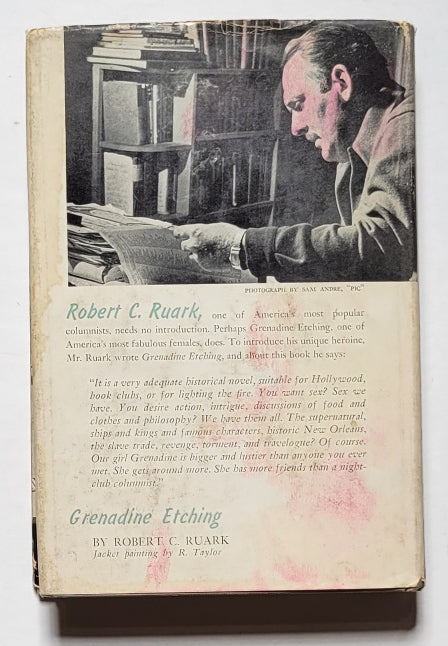 PHOTOGRAPH BY SAM ANDRE, "PIC"
Robert C. Ruark, one of America's most popular
columnists, needs no introduction. Perhaps Grenadine Etching, one of
America's most fabulous females, does. To introduce his unique heroine,
Mr. Ruark wrote Grenadine Etching, and about this book he says:
"It is a very adequate historical novel, suitable for Hollywood,
book clubs, or for lighting the fire. You want sex? Sex we
have. You desire action, intrigue, discussions of food and
clothes and philosophy? We have them all. The supernatural,
ships and kings and famous characters, historic New Orleans,
the slave trade, revenge, torment, and travelogue? Of course.
Our girl Grenadine is bigger and lustier than anyone you ever
met. She gets around more. She has more friends than a night-
club columnist."
Grenadine Etching
BY ROBERT C. RUARK
Jacket painting by R. Taylor